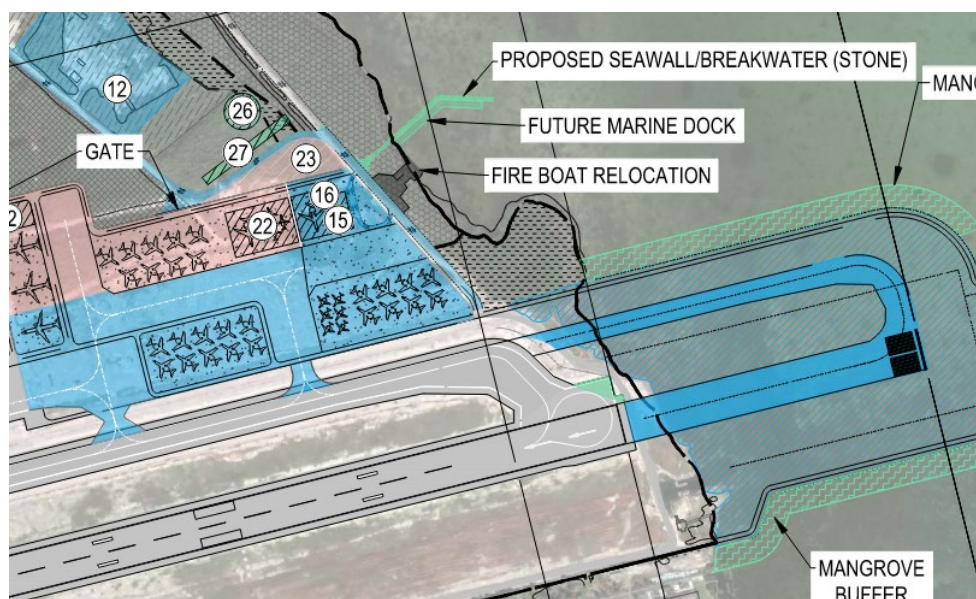 PROPOSED SEAWALL/BREAKWATER (STONE)
MANG
12
26
FUTURE MARINE DOCK
GATE
27
23
FIRE BOAT RELOCATION
16
2
22
15
MANGROVE
BUFFER